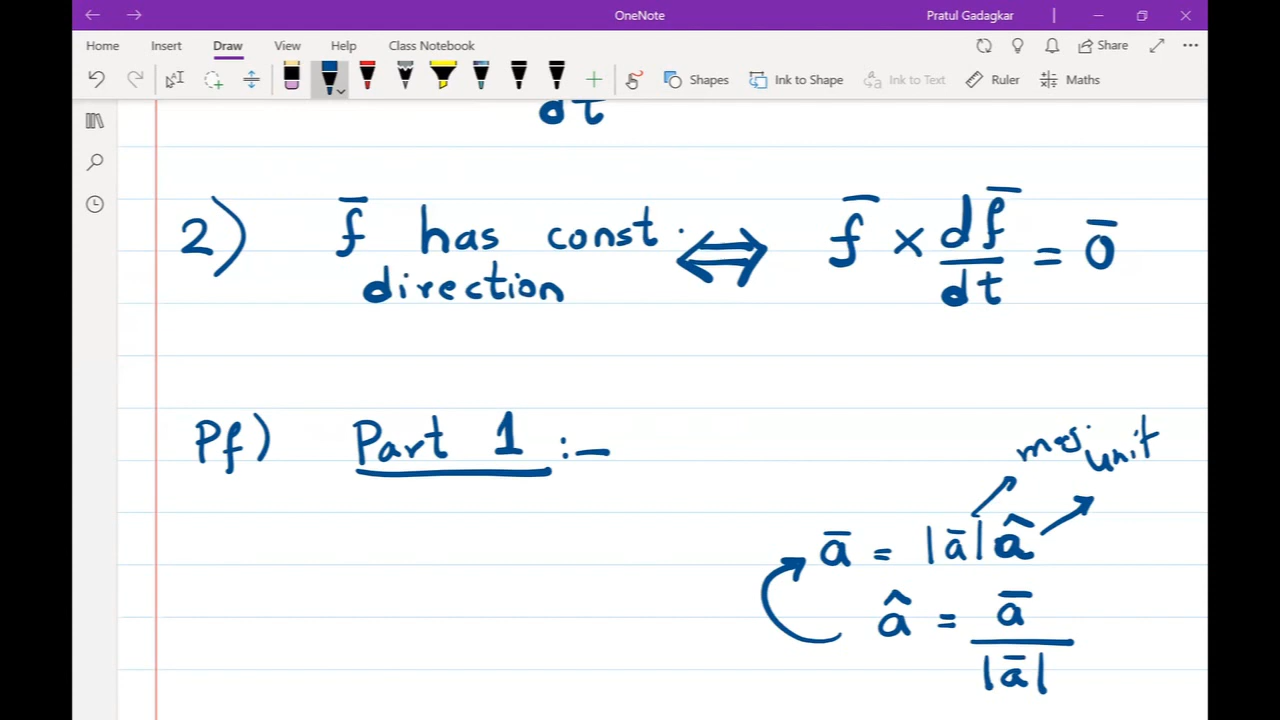 OneNote
Pratul Gadagkar
Home Insert Draw View Help Class Notebook
Share
Shapes Ink to Shape Ink to Text Ruler Maths
dt
2) f̄ has const. ⇔ f̄ × df̄/dt = 0̄
direction
Pf) Part 1 :–
unit
ā = |ā| â
â = ā/|ā|